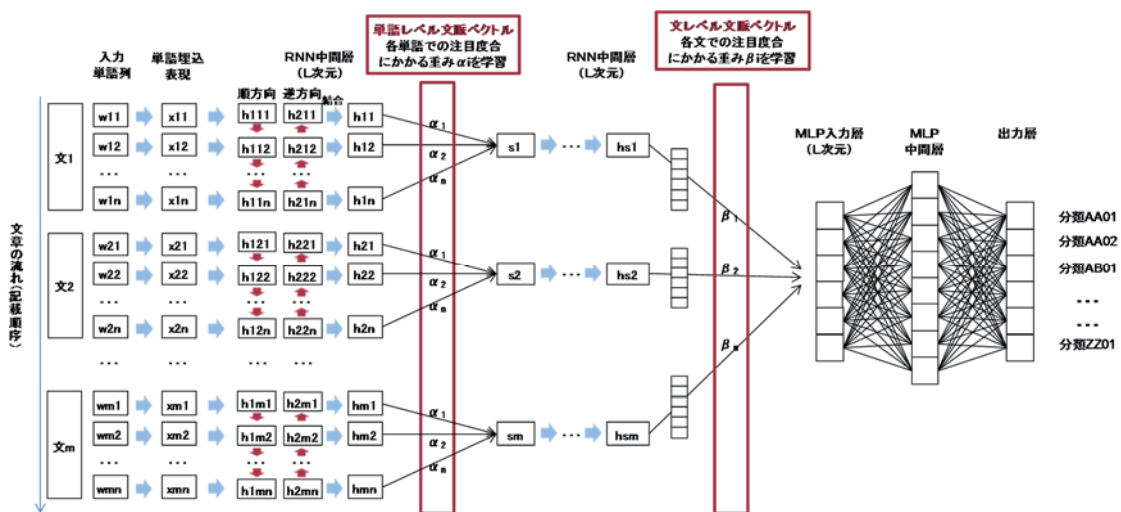 単語レベル文脈ベクトル
各単語での注目度合
にかかる重みαiを学習
文レベル文脈ベクトル
各文での注目度合
にかかる重みβiを学習
入力
単語列
単語埋込
表現
RNN中間層
(L次元)
RNN中間層
(L次元)
順方向 逆方向 結合
MLP入力層
(L次元)
MLP
中間層
出力層
文章の流れ(記載順序)
文1
w11 x11 h111 h211 h11 α1
w12 x12 h112 h212 h12 α2
... ... ... ...
w1n x1n h11n h21n h1n αn
s1 ... hs1 β1
文2
w21 x21 h121 h221 h21 α1
w22 x22 h122 h222 h22 α2
... ... ... ...
w2n x2n h12n h22n h2n αn
s2 ... hs2 β2
... ... ... ...
文m
wm1 xm1 h1m1 h2m1 hm1 α1
wm2 xm2 h1m2 h2m2 hm2 α2
... ... ... ...
wmn xmn h1mn h2mn hmn αn
sm ... hsm βm
分類AA01
分類AA02
分類AB01
...
...
分類ZZ01